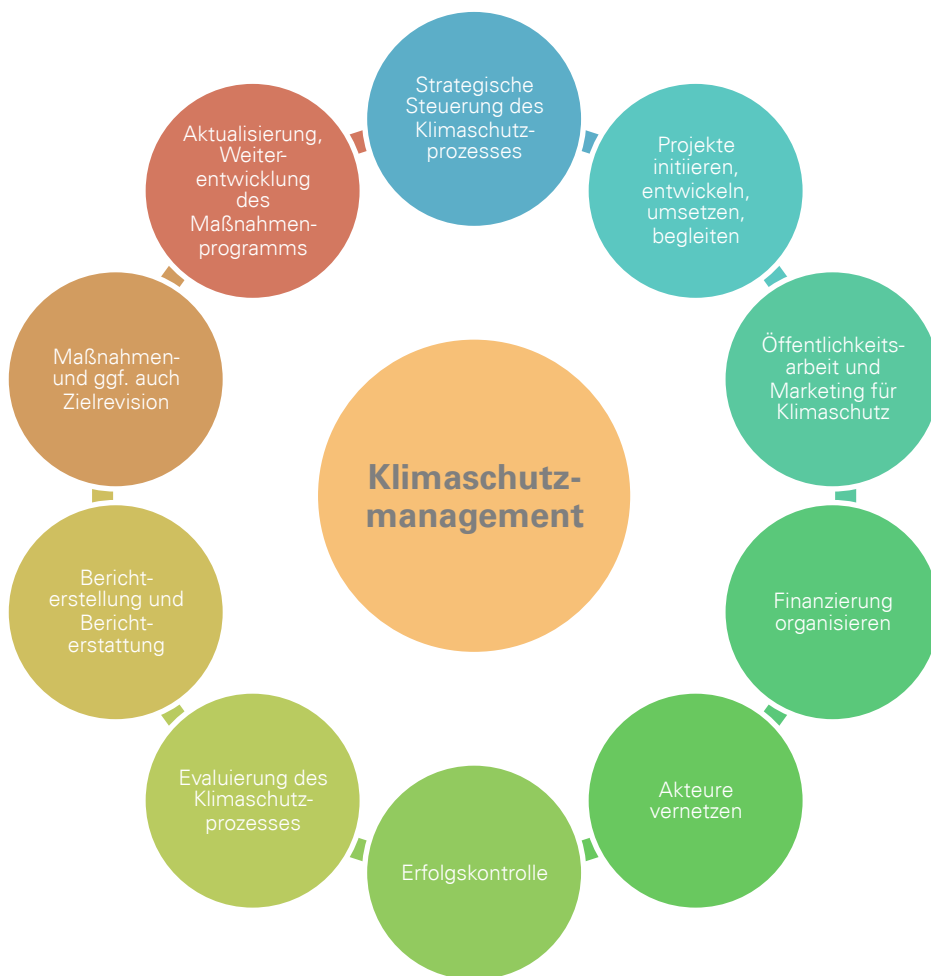 Strategische
Steuerung des
Klimaschutz-
prozesses
Projekte
initiieren,
entwickeln,
umsetzen,
begleiten
Öffentlichkeits-
arbeit und
Marketing für
Klimaschutz
Finanzierung
organisieren
Akteure
vernetzen
Erfolgskontrolle
Evaluierung des
Klimaschutz-
prozesses
Bericht-
erstellung und
Bericht-
erstattung
Maßnahmen-
und ggf. auch
Zielrevision
Aktualisierung,
Weiter-
entwicklung
des
Maßnahmen-
programms
Klimaschutz-
management